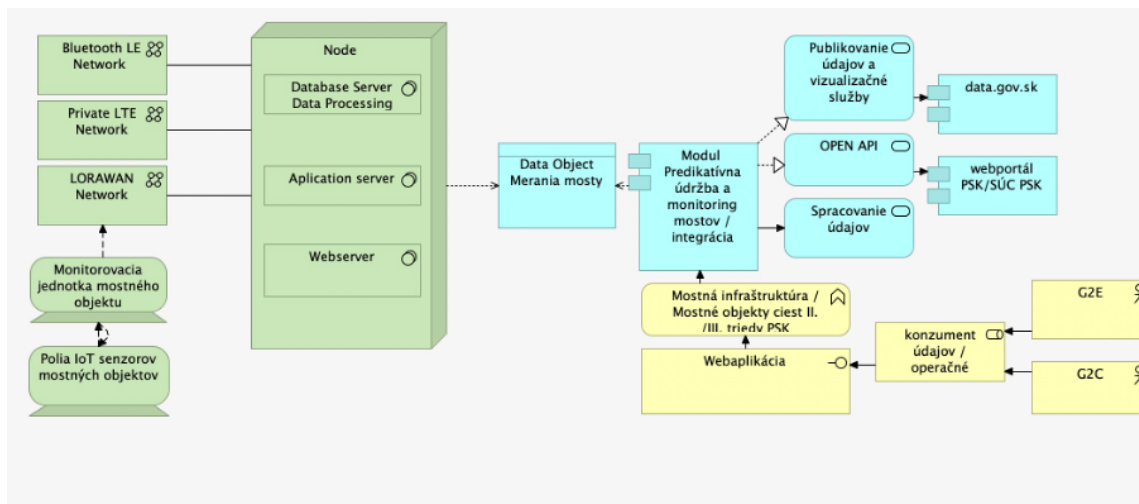 Bluetooth LE
Network
Private LTE
Network
LORAWAN
Network
Monitorovacia
jednotka mostného
objektu
Polia IoT senzorov
mostných objektov
Node
Database Server
Data Processing
Aplication server
Webserver
Data Object
Merania mosty
Modul
Predikatívna
údržba a
monitoring
mostov /
integrácia
Publikovanie
údajov a
vizualizačné
služby
OPEN API
Spracovanie
údajov
data.gov.sk
webportál
PSK/SÚC PSK
Mostná infraštruktúra /
Mostné objekty ciest II.
/III. triedy PSK
Webaplikácia
konzument
údajov /
operačné
G2E
G2C